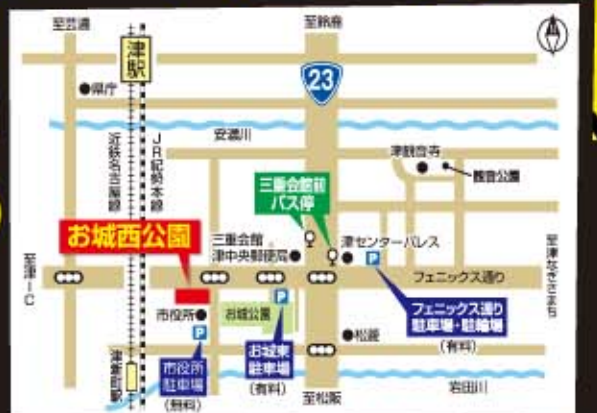 至芸濃
至鈴鹿
津駅
23
●県庁
安濃川
近鉄名古屋線
JR紀勢本線
津観音寺
観音公園
三重会館前
バス停
お城西公園
三重会館
津中央郵便局●
津センターパレス
P
至津IC
フェニックス通り
至津なぎさまち
市役所●
お城公園
P
P
フェニックス通り
駐車場・駐輪場
(有料)
●松菱
市役所
駐車場
(無料)
お城東
駐車場
(有料)
津新町駅
至松阪
岩田川